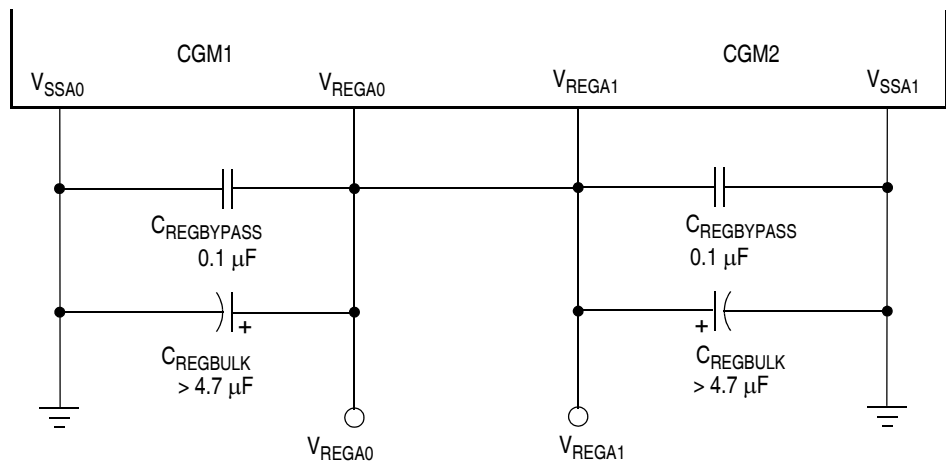 CGM1
CGM2
VSSA0
VREGA0
VREGA1
VSSA1
CREGBYPASS
0.1 μF
CREGBYPASS
0.1 μF
+
+
CREGBULK
> 4.7 μF
CREGBULK
> 4.7 μF
VREGA0
VREGA1